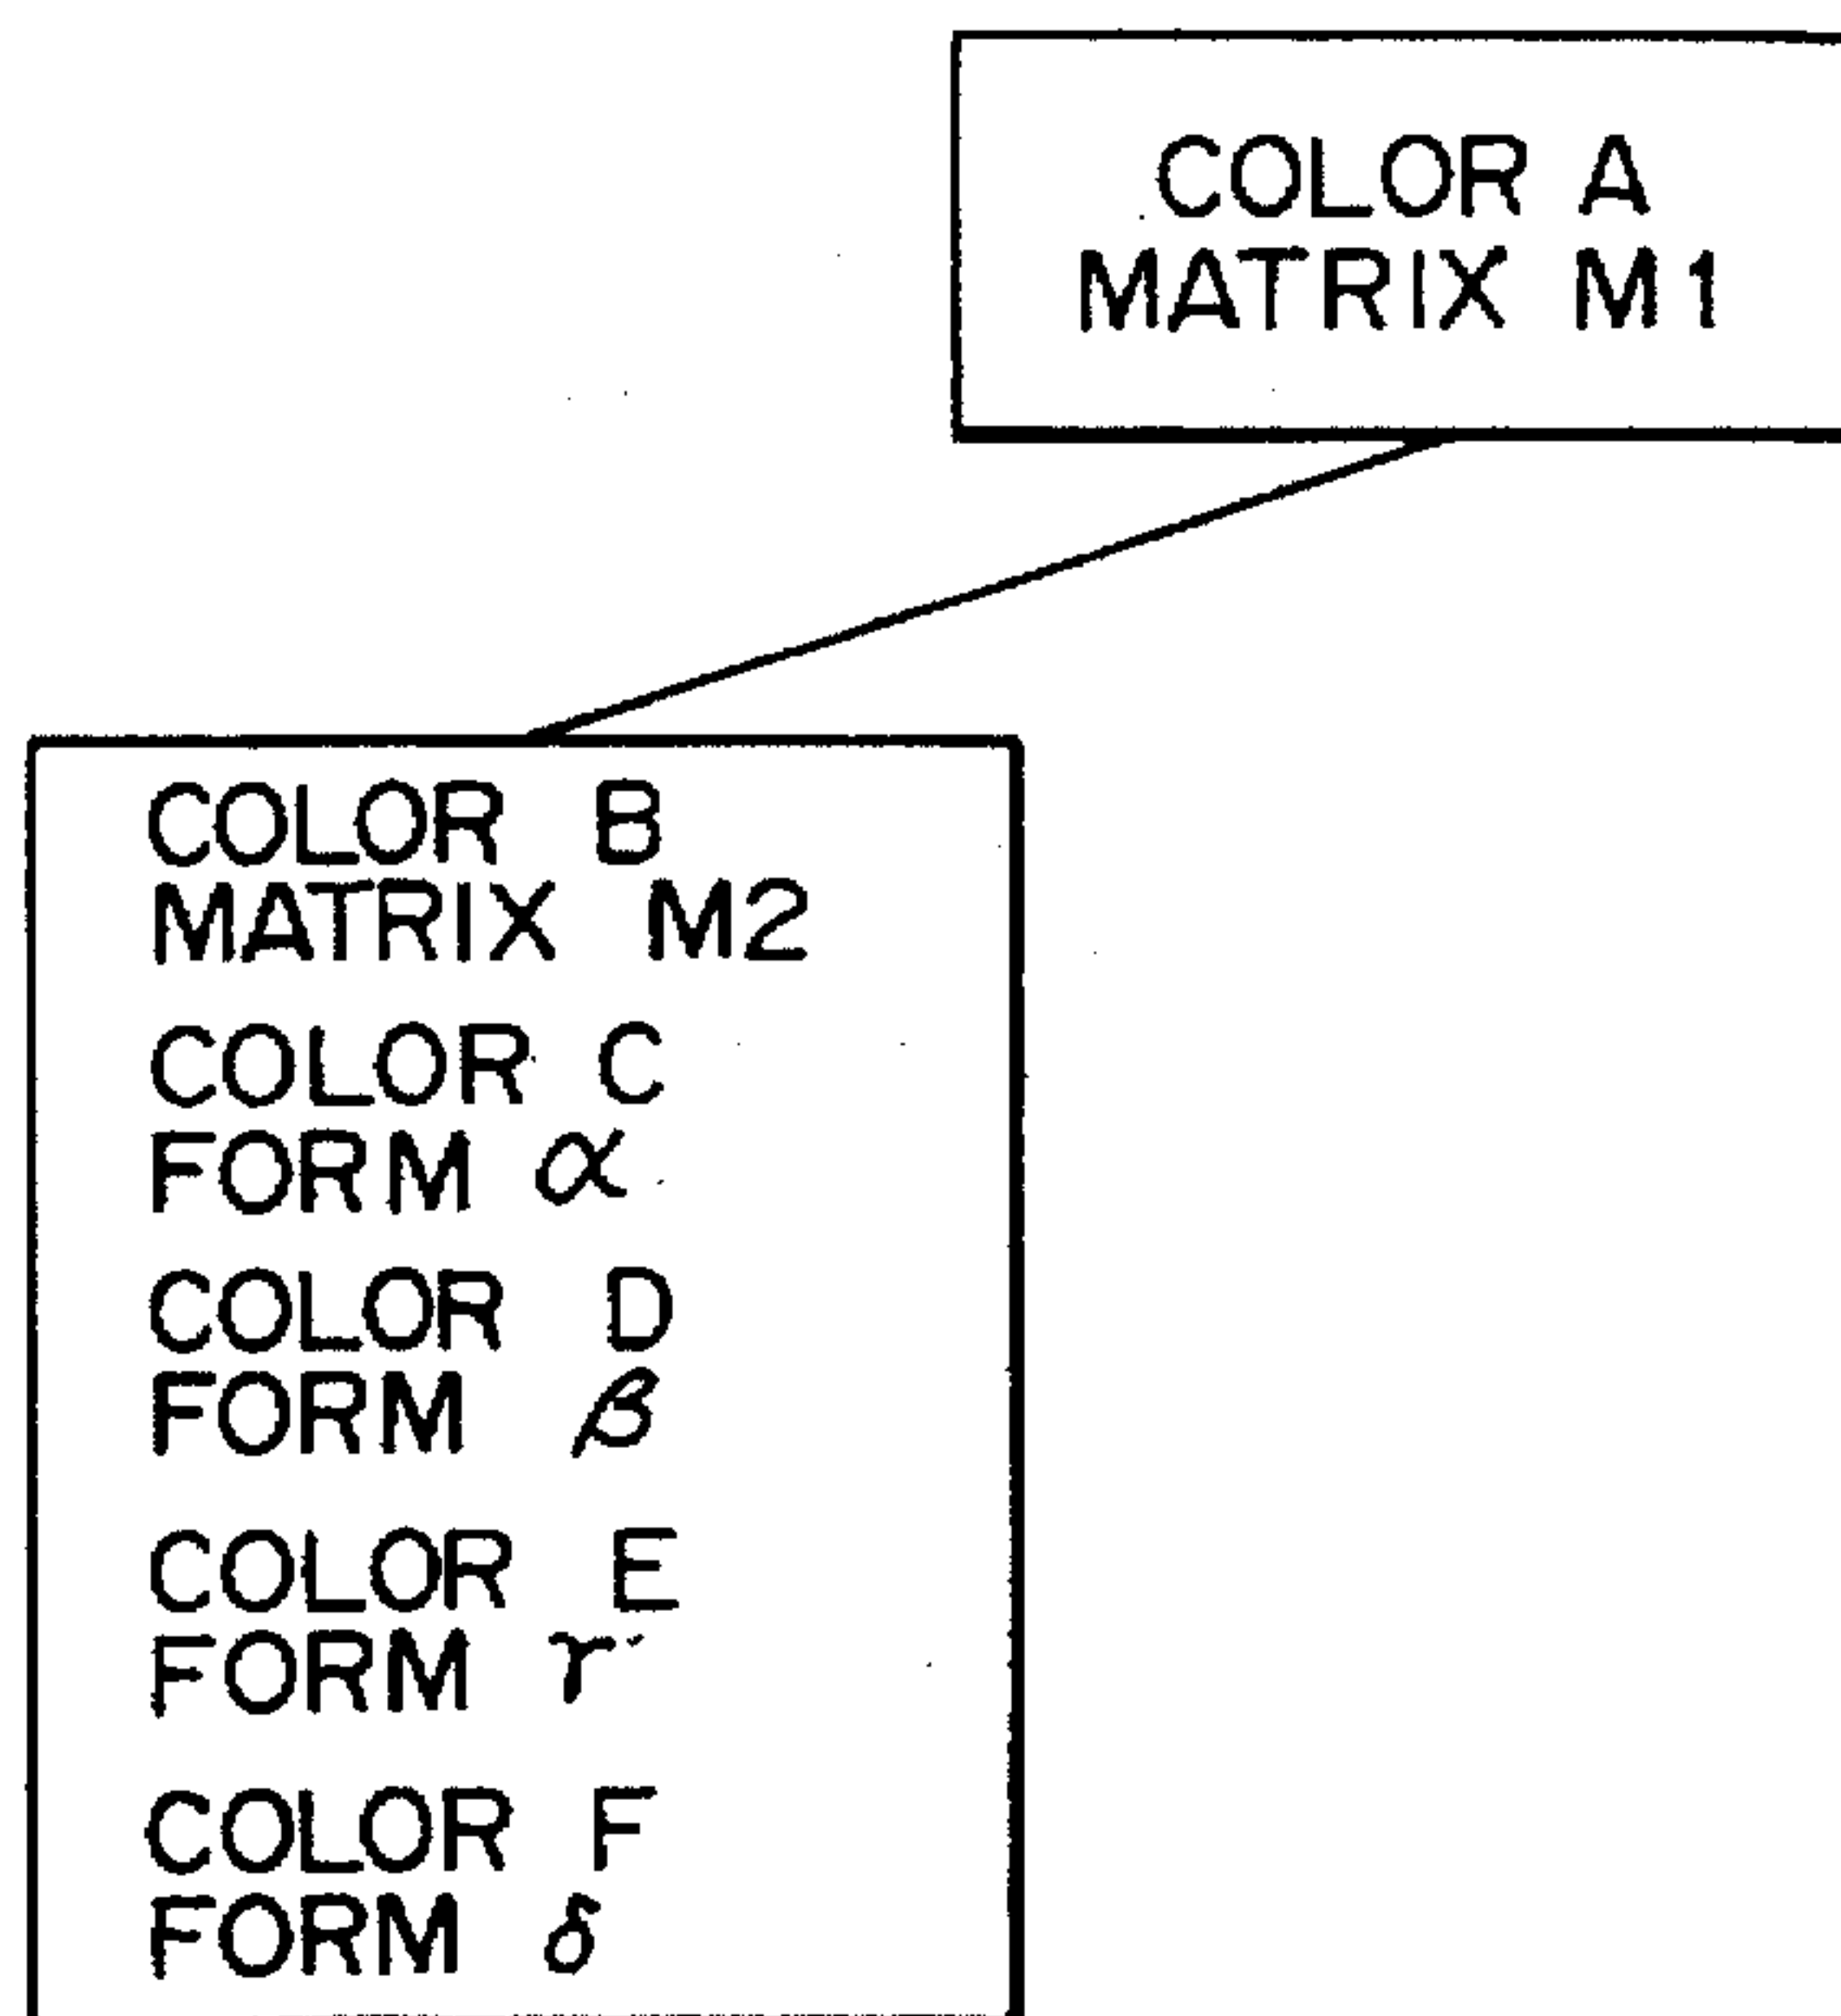 COLOR A
MATRIX M1
COLOR B
MATRIX M2
COLOR C
FORM α
COLOR D
FORM β
COLOR E
FORM γ
COLOR F
FORM δ